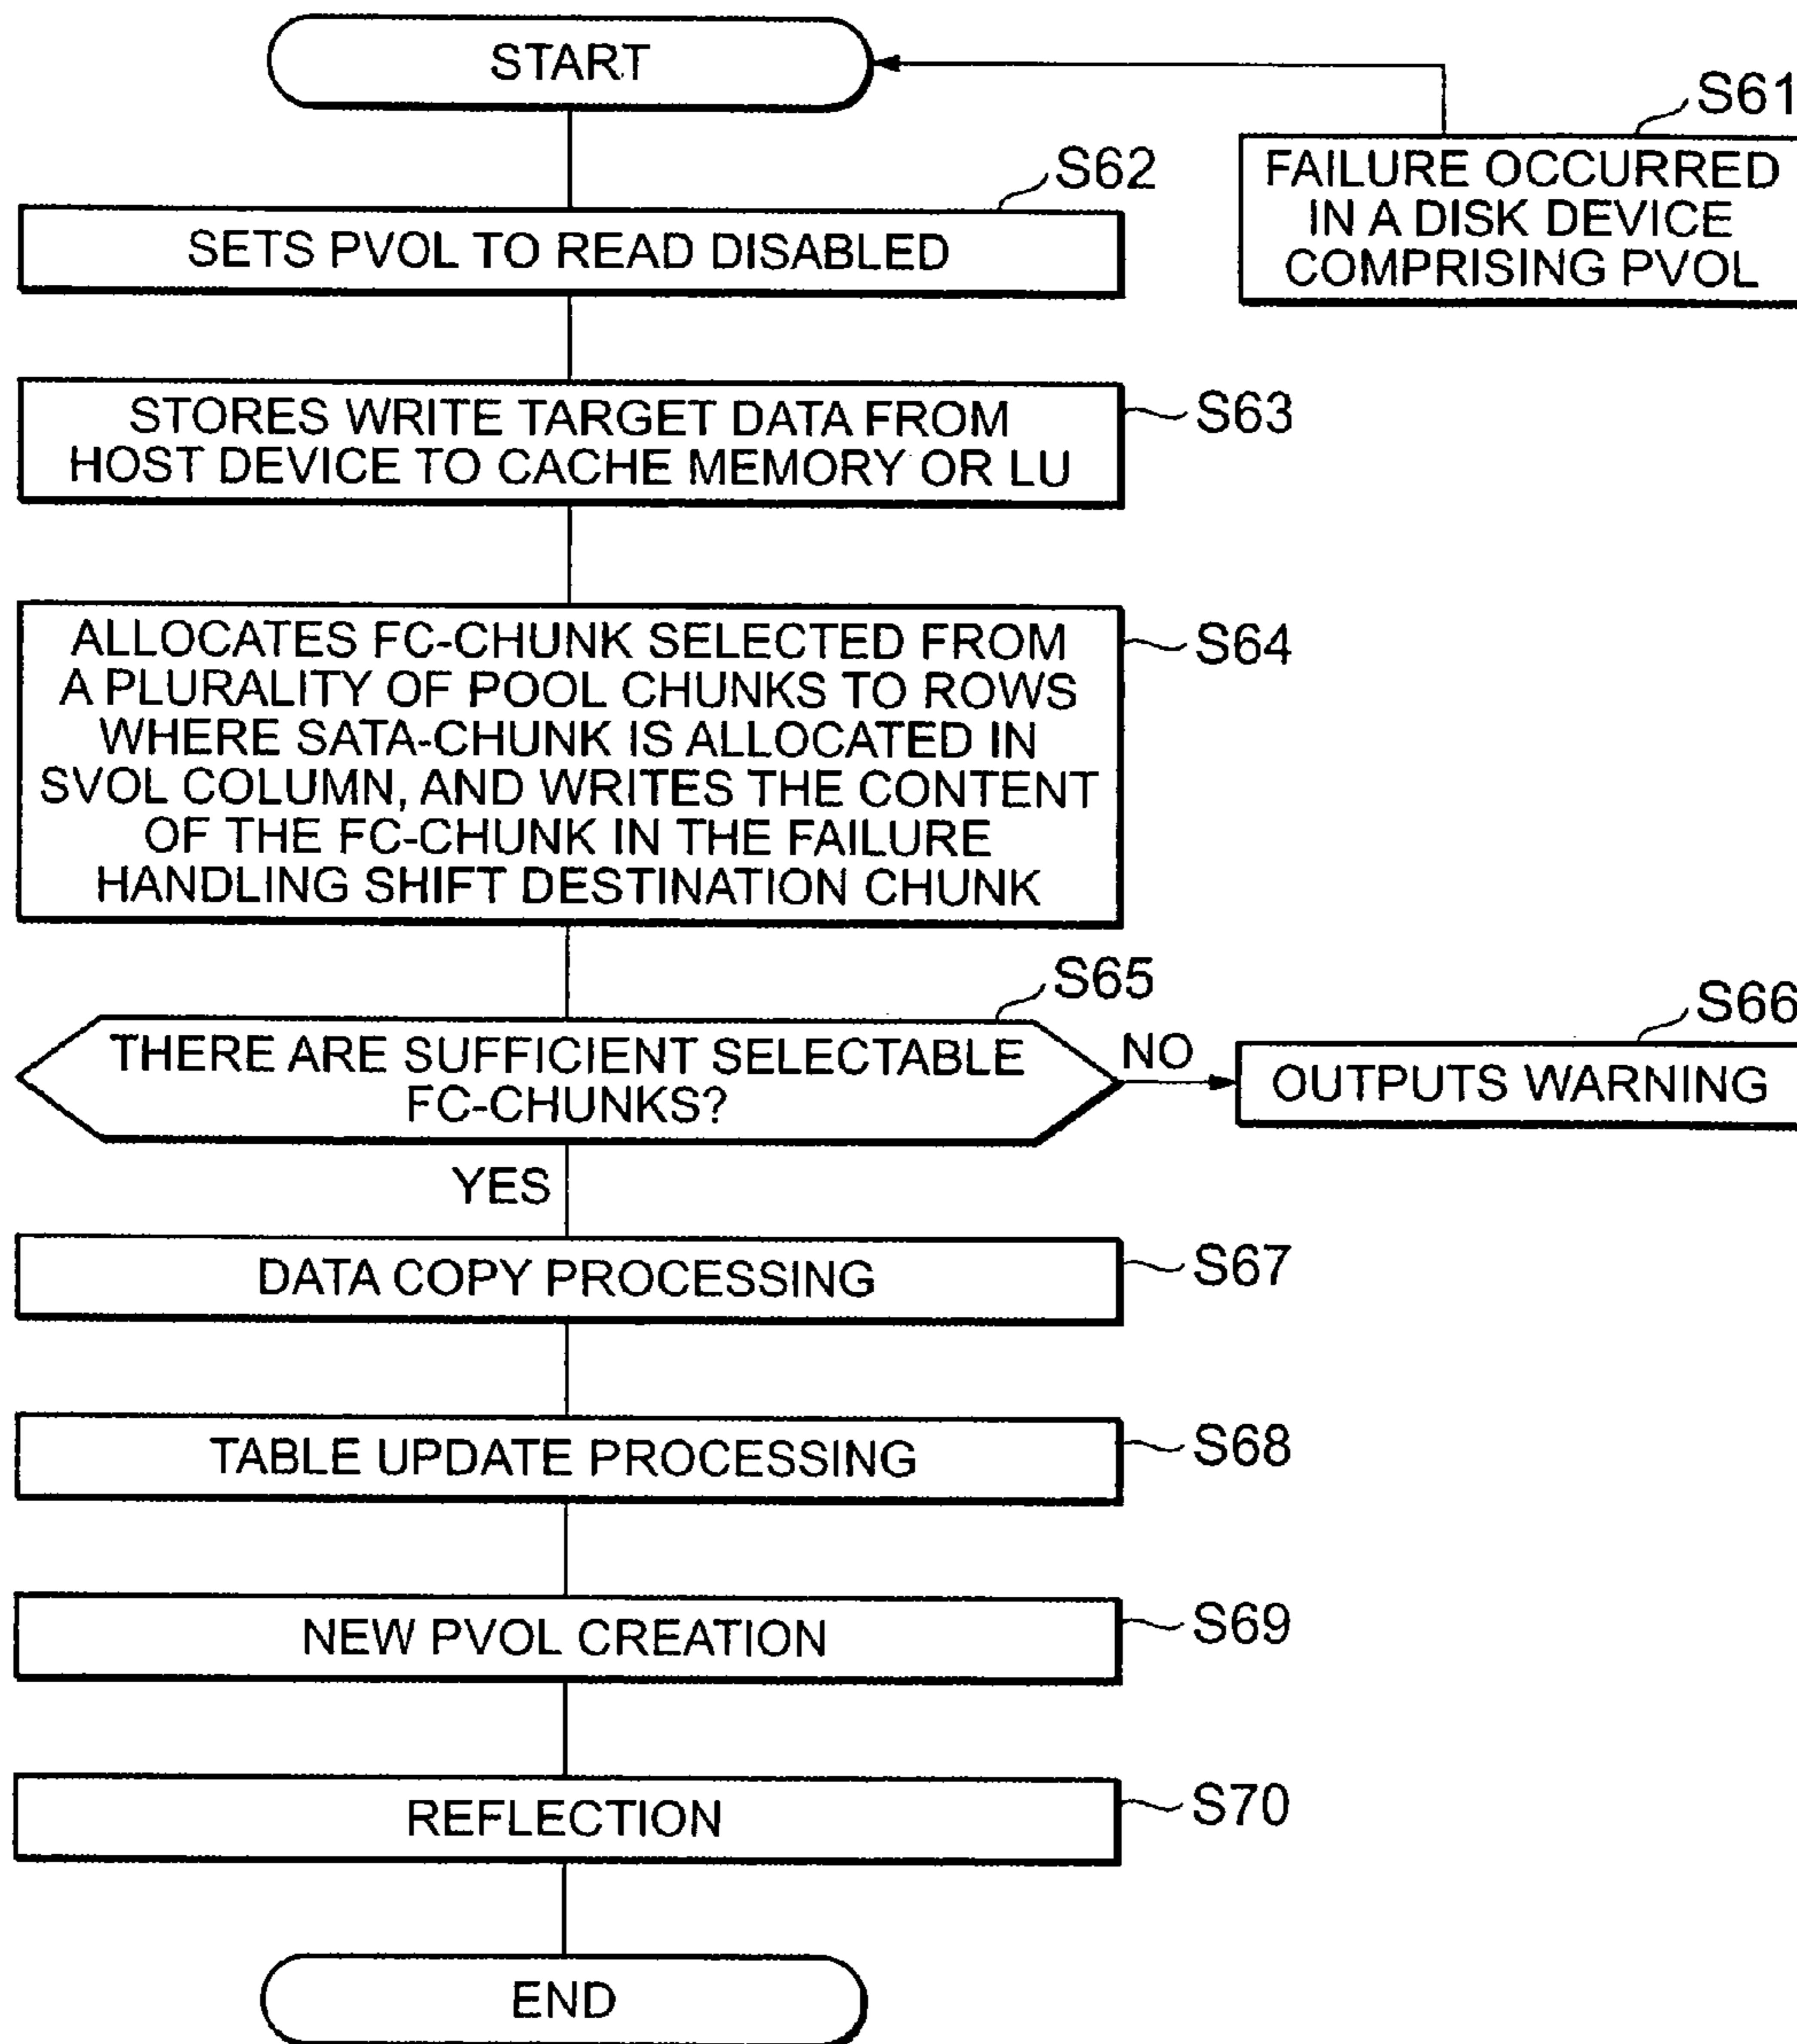 START
S61
FAILURE OCCURRED
IN A DISK DEVICE
COMPRISING PVOL
S62
SETS PVOL TO READ DISABLED
S63
STORES WRITE TARGET DATA FROM
HOST DEVICE TO CACHE MEMORY OR LU
S64
ALLOCATES FC-CHUNK SELECTED FROM
A PLURALITY OF POOL CHUNKS TO ROWS
WHERE SATA-CHUNK IS ALLOCATED IN
SVOL COLUMN, AND WRITES THE CONTENT
OF THE FC-CHUNK IN THE FAILURE
HANDLING SHIFT DESTINATION CHUNK
S65
THERE ARE SUFFICIENT SELECTABLE
FC-CHUNKS?
NO
S66
OUTPUTS WARNING
YES
S67
DATA COPY PROCESSING
S68
TABLE UPDATE PROCESSING
S69
NEW PVOL CREATION
S70
REFLECTION
END